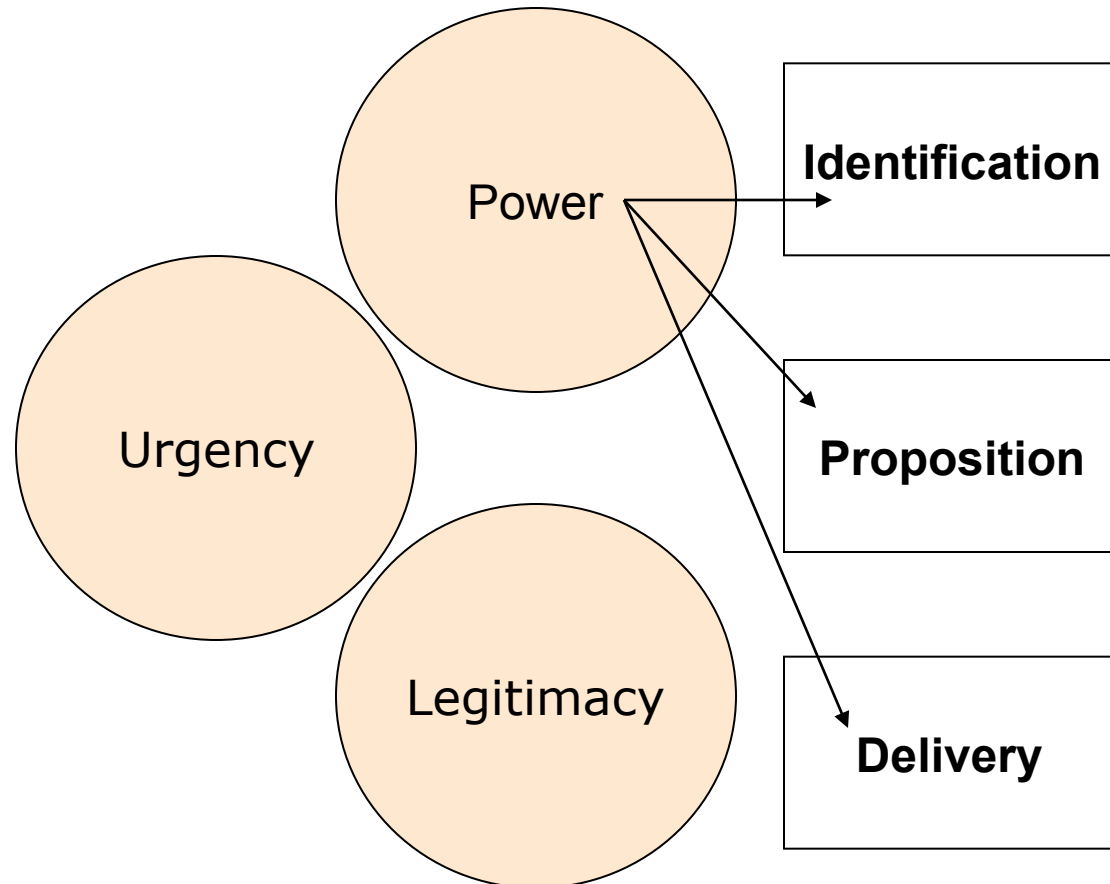 Power
Identification
Urgency
Proposition
Legitimacy
Delivery